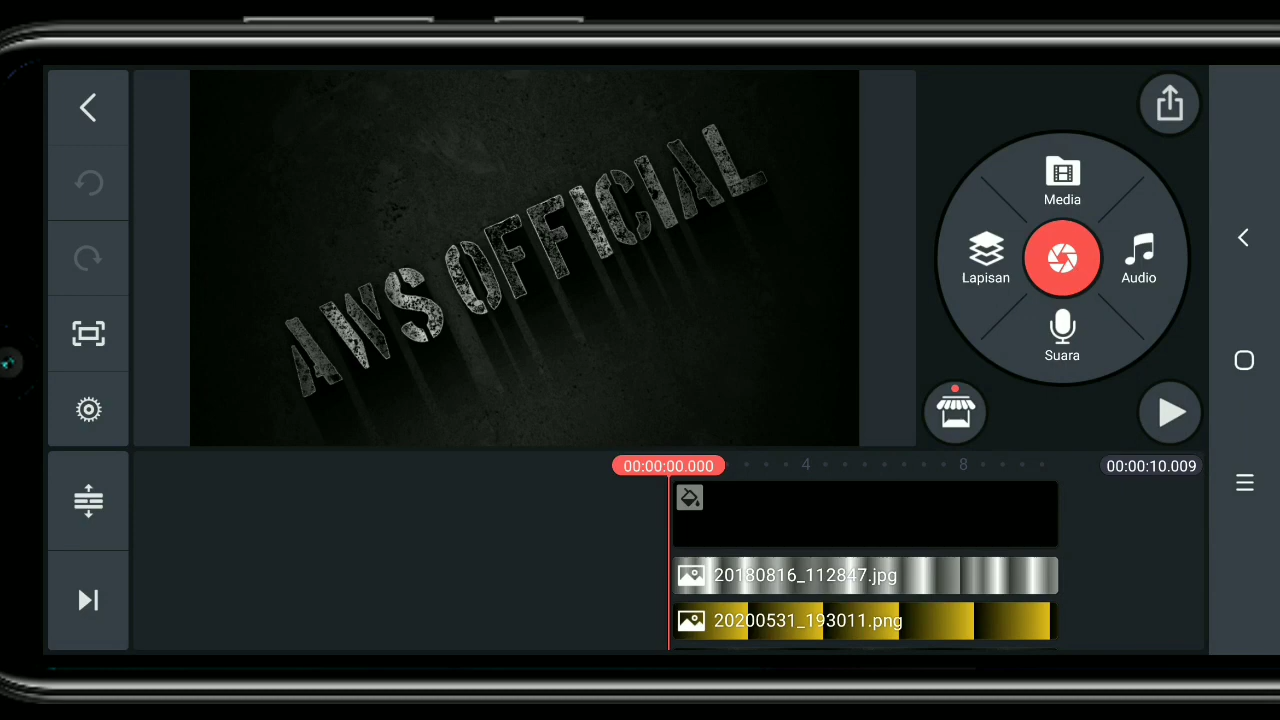 AWS OFFICIAL
Media
Lapisan
Audio
Suara
00:00:00.000
4
8
00:00:10.009
20180816_112847.jpg
20200531_193011.png